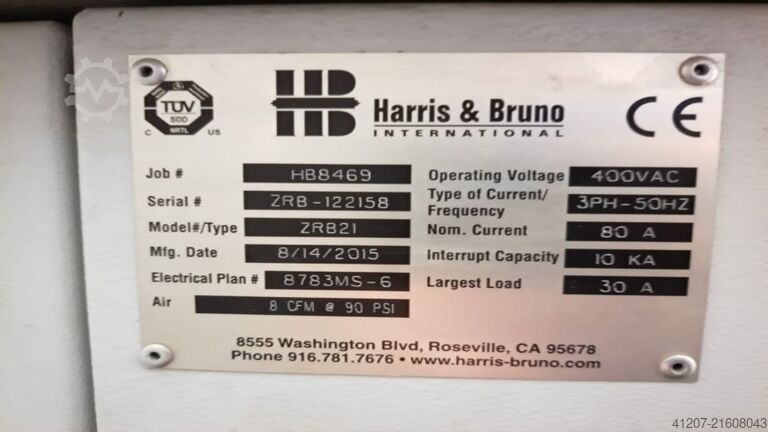 TÜV
SÜD
NRTL
C US
HB
Harris & Bruno
INTERNATIONAL
CE
Job # HB8469
Serial # ZRB-122158
Model#/Type ZRB21
Mfg. Date 8/14/2015
Electrical Plan # 8783MS-6
Air 8 CFM @ 90 PSI
Operating Voltage 400VAC
Type of Current/
Frequency 3PH-50HZ
Nom. Current 80 A
Interrupt Capacity 10 KA
Largest Load 30 A
8555 Washington Blvd, Roseville, CA 95678
Phone 916.781.7676 • www.harris-bruno.com
41207-21608043